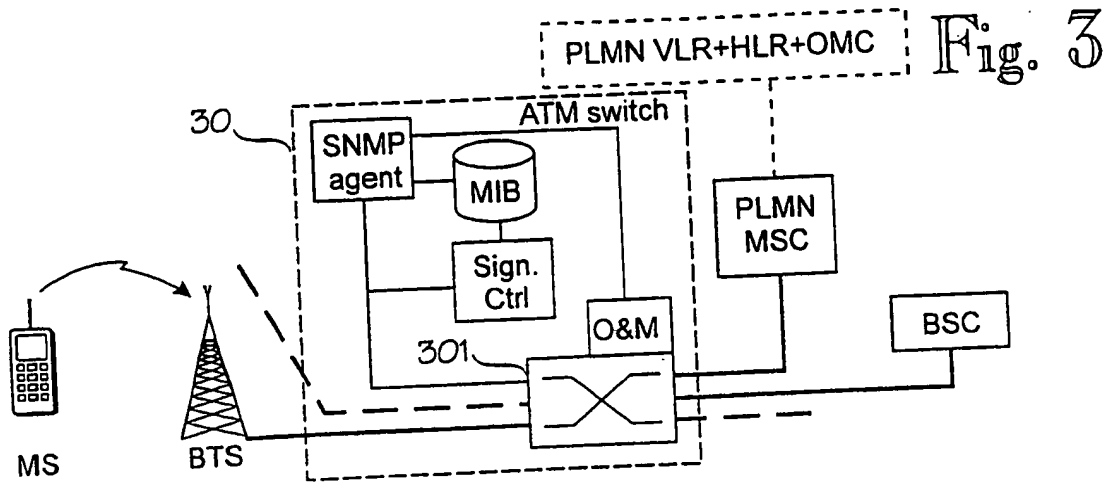 PLMN VLR+HLR+OMC
Fig. 3
30
ATM switch
SNMP
agent
MIB
PLMN
MSC
Sign.
Ctrl
O&M
BSC
301
MS
BTS